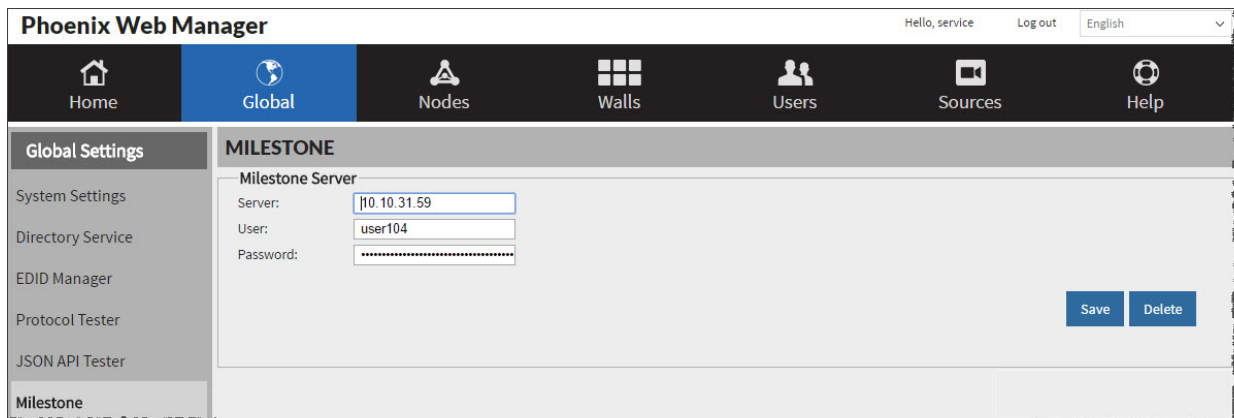 Phoenix Web Manager
Hello, service
Log out
English
Home
Global
Nodes
Walls
Users
Sources
Help
Global Settings
System Settings
Directory Service
EDID Manager
Protocol Tester
JSON API Tester
Milestone
MILESTONE
Milestone Server
Server: 10.10.31.59
User: user104
Password: ••••••••••••••••••••••••••••••••••••
Save
Delete